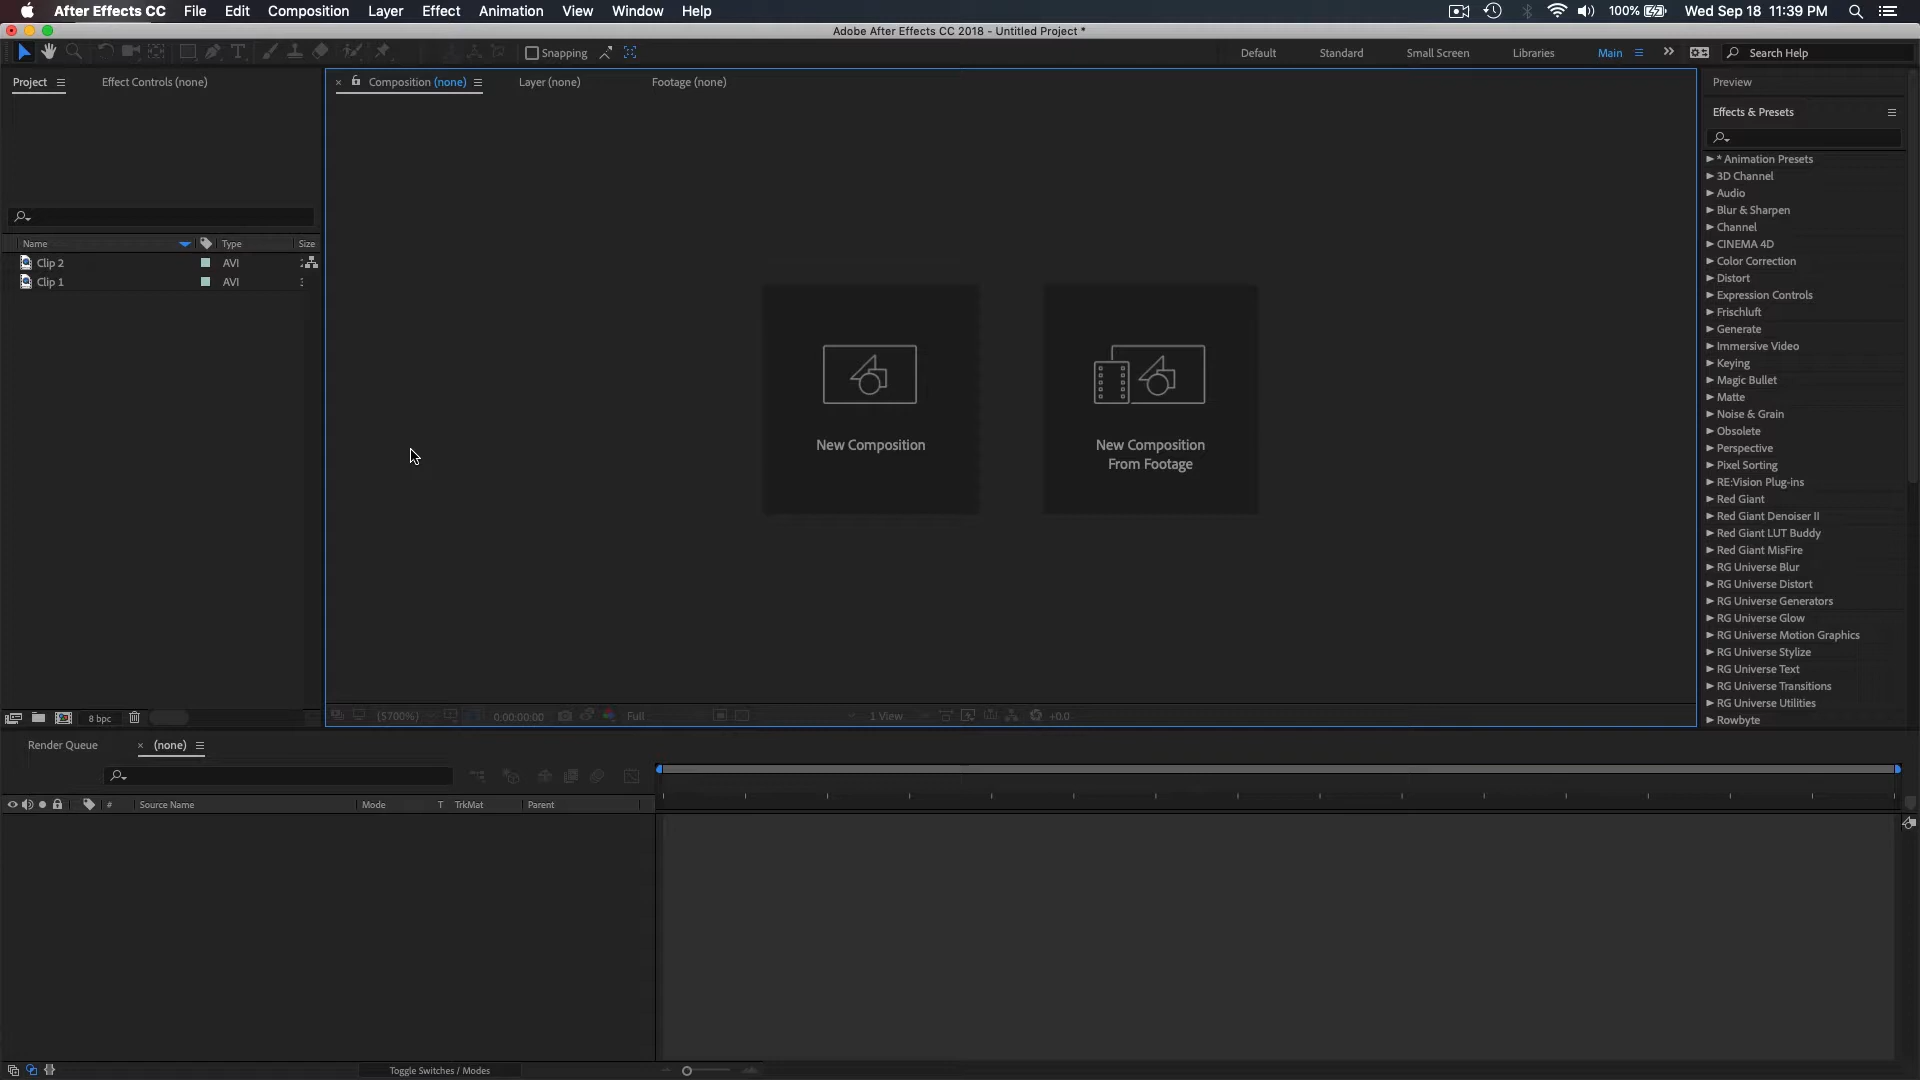 After Effects CC File Edit Composition Layer Effect Animation View Window Help 100% Wed Sep 18 11:39 PM
Adobe After Effects CC 2018 - Untitled Project *
Snapping Default Standard Small Screen Libraries Main Search Help
Project Effect Controls (none) Composition (none) Layer (none) Footage (none) Preview
Effects & Presets
* Animation Presets
3D Channel
Audio
Blur & Sharpen
Channel
CINEMA 4D
Color Correction
Distort
Expression Controls
Frischluft
Generate
Immersive Video
Keying
Magic Bullet
Matte
Noise & Grain
Obsolete
Perspective
Pixel Sorting
RE:Vision Plug-ins
Red Giant
Red Giant Denoiser II
Red Giant LUT Buddy
Red Giant MisFire
RG Universe Blur
RG Universe Distort
RG Universe Generators
RG Universe Glow
RG Universe Motion Graphics
RG Universe Stylize
RG Universe Text
RG Universe Transitions
RG Universe Utilities
Rowbyte
Name Type Size
Clip 2 AVI
Clip 1 AVI
New Composition
New Composition
From Footage
8 bpc (5700%) 0:00:00:00 Full 1 View +0.0
Render Queue (none)
# Source Name Mode T TrkMat Parent
Toggle Switches / Modes